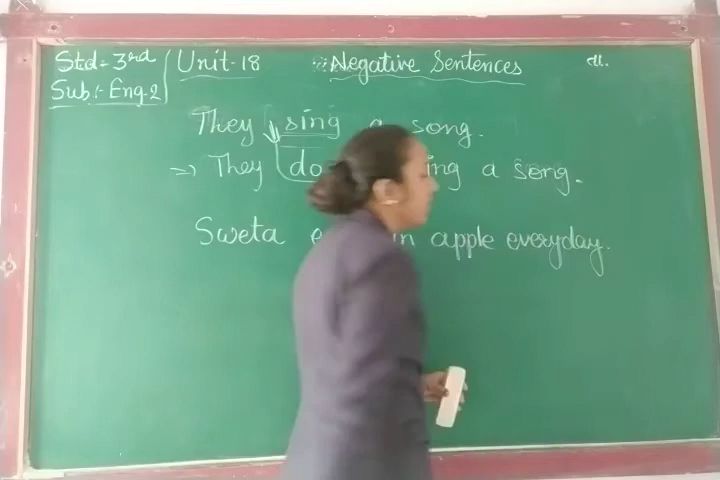 Std:- 3rd
Sub:- Eng-2
Unit-18
Negative Sentences
They sing a song.
⇒ They do ing a song.
Sweta apple everyday.